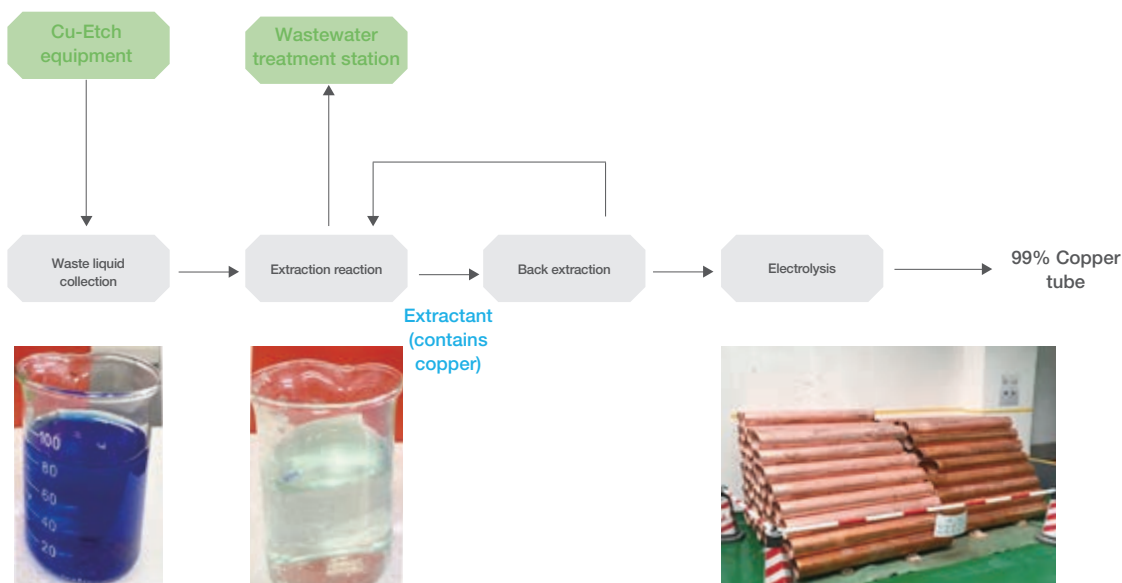 Cu-Etch
equipment
Wastewater
treatment station
Waste liquid
collection
Extraction reaction
Back extraction
Electrolysis
99% Copper
tube
Extractant
(contains
copper)
100
80
60
40
20